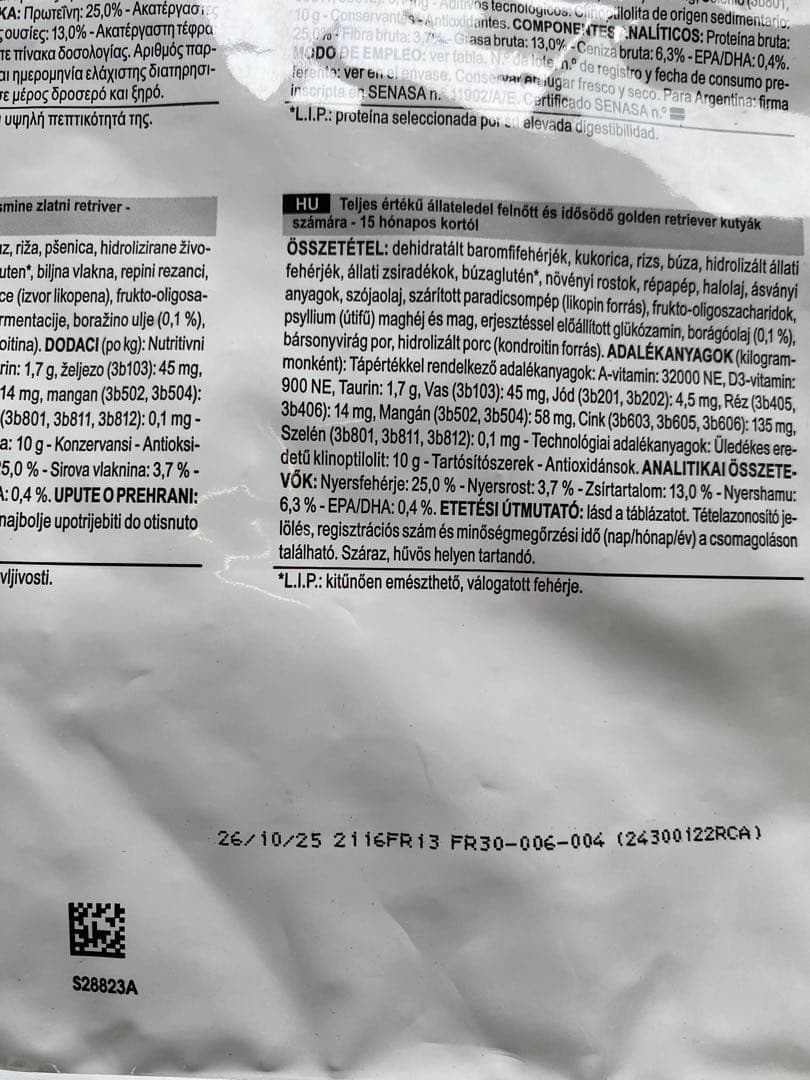 ΚΑ: Πρωτεΐνη: 25,0% - Ακατέργαστες
ουσίες: 13,0% - Ακατέργαστη τέφρα
τε πίνακα δοσολογίας. Αριθμός παρ-
αι ημερομηνία ελάχιστης διατηρησι-
σε μέρος δροσερό και ξηρό.
υψηλή πεπτικότητά της.
tecnológicos. Clinoptilolita de origen sedimentario:
10 g - Conservantes - Antioxidantes. COMPONENTES ANALÍTICOS: Proteína bruta:
25,0% - Fibra bruta: 3,7% - Grasa bruta: 13,0% - Ceniza bruta: 6,3% - EPA/DHA: 0,4%.
MODO DE EMPLEO: ver tabla. N.º de lote, n.º de registro y fecha de consumo pre-
ferente: ver en el envase. Conservar en lugar fresco y seco. Para Argentina: firma
inscripta en SENASA n.º 11902/A/E. Certificado SENASA n.º
*L.I.P.: proteína seleccionada por su elevada digestibilidad.
smine zlatni retriver -
az, riža, pšenica, hidrolizirane živo-
uten*, biljna vlakna, repini rezanci,
ce (izvor likopena), frukto-oligosa-
rmentacije, boražino ulje (0,1 %),
oitina). DODACI (po kg): Nutritivni
rin: 1,7 g, željezo (3b103): 45 mg,
14 mg, mangan (3b502, 3b504):
(3b801, 3b811, 3b812): 0,1 mg -
a: 10 g - Konzervansi - Antioksi-
5,0 % - Sirova vlaknina: 3,7 % -
A: 0,4 %. UPUTE O PREHRANI:
najbolje upotrijebiti do otisnuto
vljivosti.
HU Teljes értékű állateledel felnőtt és idősödő golden retriever kutyák
számára - 15 hónapos kortól
ÖSSZETÉTEL: dehidratált baromfifehérjék, kukorica, rizs, búza, hidrolizált állati
fehérjék, állati zsiradékok, búzaglutén*, növényi rostok, répapép, halolaj, ásványi
anyagok, szójaolaj, szárított paradicsompép (likopin forrás), frukto-oligoszacharidok,
psyllium (útifű) maghéj és mag, erjesztéssel előállított glükózamin, borágóolaj (0,1 %),
bársonyvirág por, hidrolizált porc (kondroitin forrás). ADALÉKANYAGOK (kilogram-
monként): Tápértékkel rendelkező adalékanyagok: A-vitamin: 32000 NE, D3-vitamin:
900 NE, Taurin: 1,7 g, Vas (3b103): 45 mg, Jód (3b201, 3b202): 4,5 mg, Réz (3b405,
3b406): 14 mg, Mangán (3b502, 3b504): 58 mg, Cink (3b603, 3b605, 3b606): 135 mg,
Szelén (3b801, 3b811, 3b812): 0,1 mg - Technológiai adalékanyagok: Üledékes ere-
detű klinoptilolit: 10 g - Tartósítószerek - Antioxidánsok. ANALITIKAI ÖSSZETE-
VŐK: Nyersfehérje: 25,0 % - Nyersrost: 3,7 % - Zsírtartalom: 13,0 % - Nyershamu:
6,3 % - EPA/DHA: 0,4 %. ETETÉSI ÚTMUTATÓ: lásd a táblázatot. Tételazonosító je-
lölés, regisztrációs szám és minőségmegőrzési idő (nap/hónap/év) a csomagoláson
található. Száraz, hűvös helyen tartandó.
*L.I.P.: kitűnően emészthető, válogatott fehérje.
26/10/25 2116FR13 FR30-006-004 (24300122RCA)
S28823A